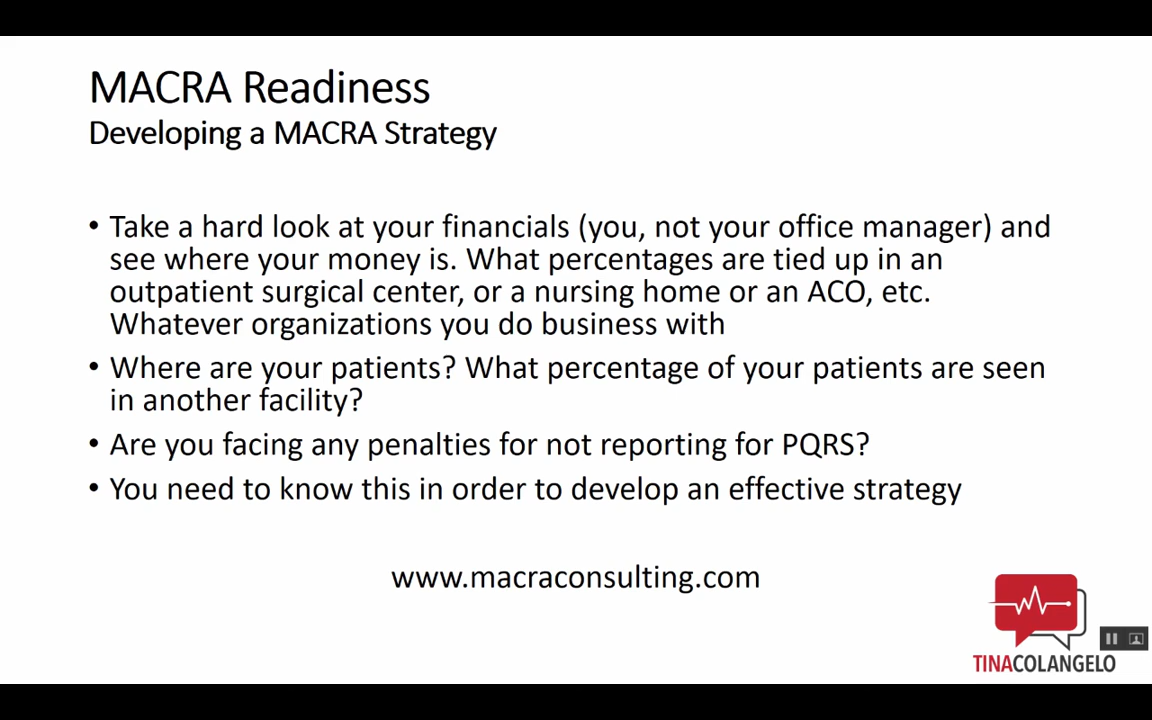 MACRA Readiness
Developing a MACRA Strategy
• Take a hard look at your financials (you, not your office manager) and
see where your money is. What percentages are tied up in an
outpatient surgical center, or a nursing home or an ACO, etc.
Whatever organizations you do business with
• Where are your patients? What percentage of your patients are seen
in another facility?
• Are you facing any penalties for not reporting for PQRS?
• You need to know this in order to develop an effective strategy
www.macraconsulting.com
TINACOLANGELO